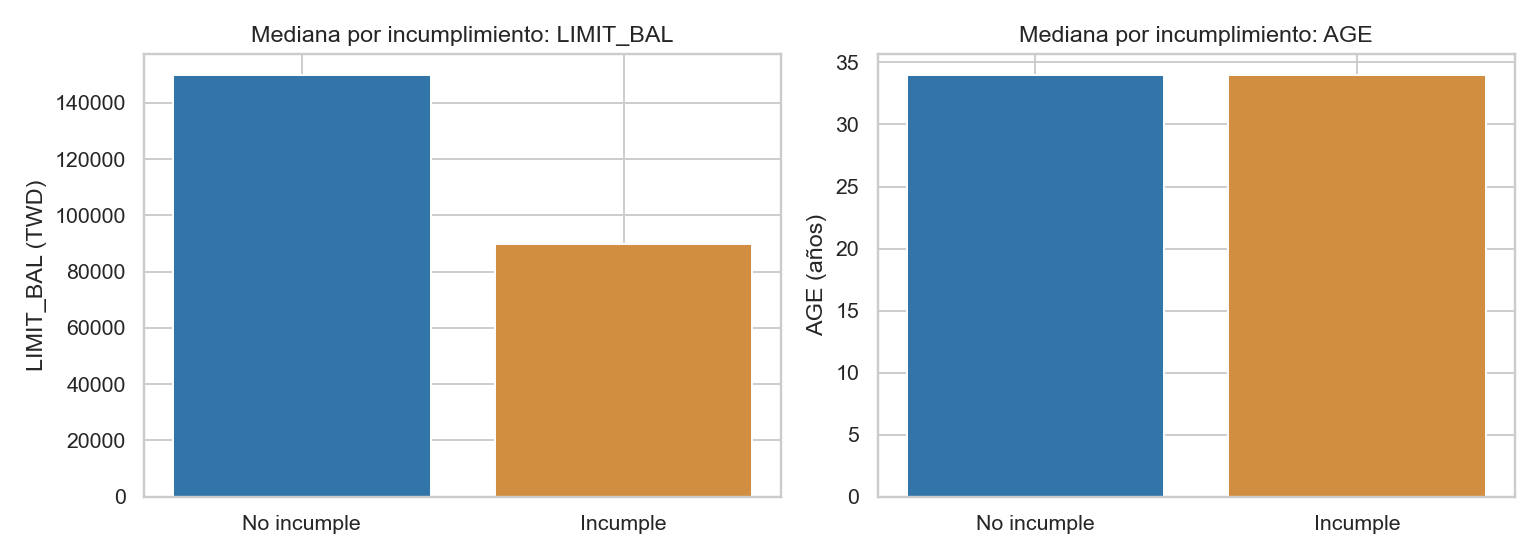 Mediana por incumplimiento: LIMIT_BAL
LIMIT_BAL (TWD)
140000
120000
100000
80000
60000
40000
20000
0
No incumple
Incumple
Mediana por incumplimiento: AGE
AGE (años)
35
30
25
20
15
10
5
0
No incumple
Incumple